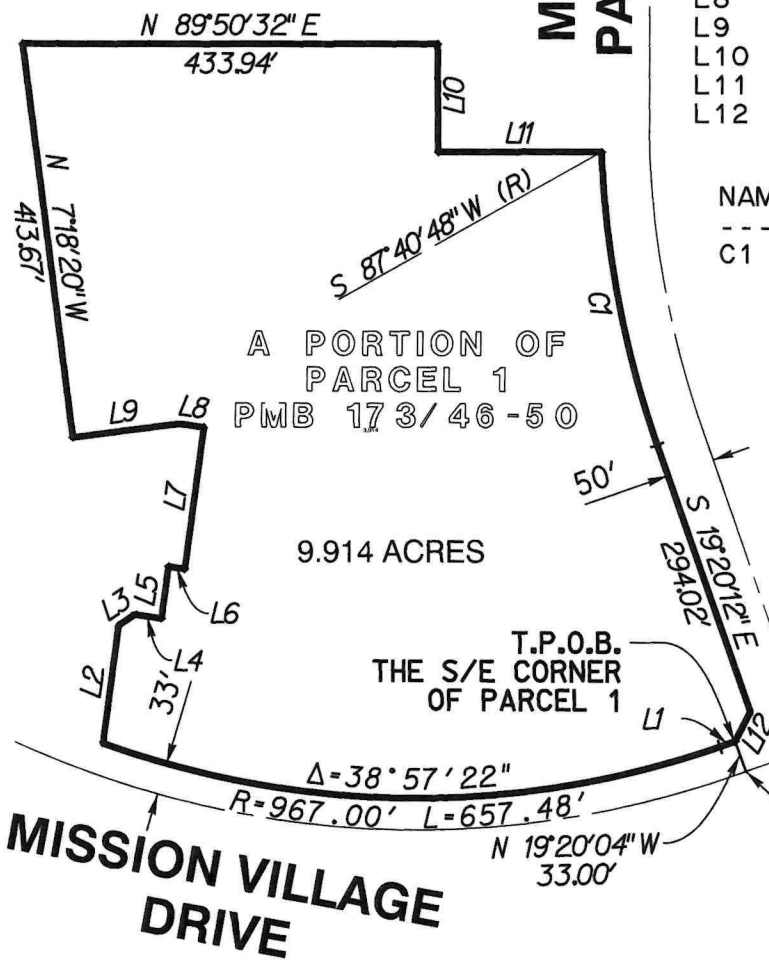 N 89°50'32" E
433.94'
M
PA
L8
L9
L10
L11
L12
NAM
---
C1
L10
L11
N 7°18'20" W
413.67'
S 87°40'48" W (R)
C1
A PORTION OF
PARCEL 1
PMB 173/46-50
L9
L8
L7
50'
S 19°20'12" E
294.02'
9.914 ACRES
L5
L6
L3
L4
L2
33'
T.P.O.B.
THE S/E CORNER
OF PARCEL 1
L1
L12
Δ=38°57'22"
R=967.00' L=657.48'
N 19°20'04" W
33.00'
MISSION VILLAGE
DRIVE